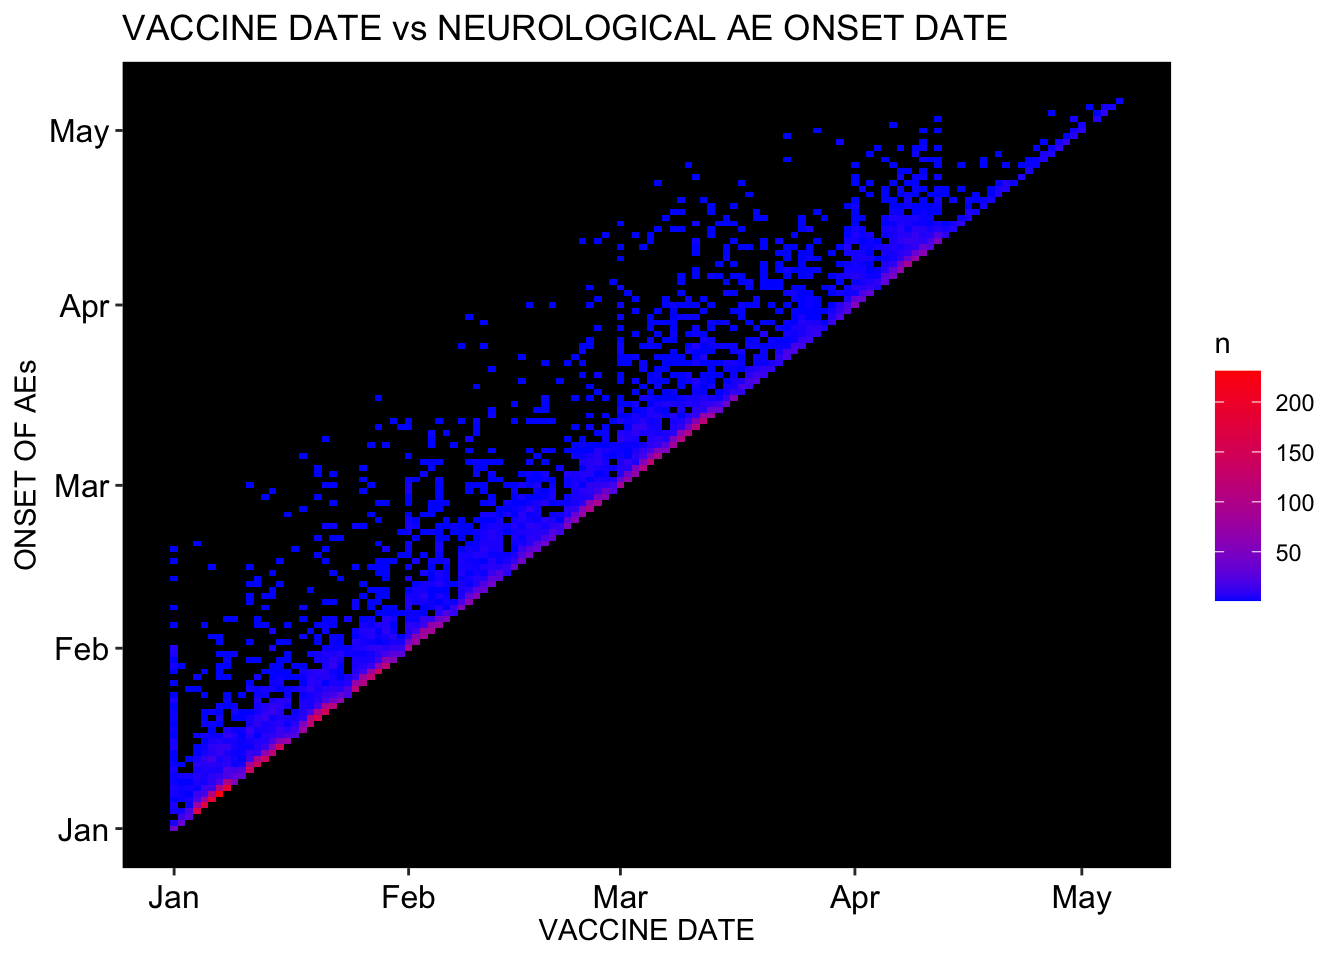 VACCINE DATE vs NEUROLOGICAL AE ONSET DATE
May
Apr
Mar
Feb
Jan
ONSET OF AEs
Jan Feb Mar Apr May
VACCINE DATE
n
200
150
100
50